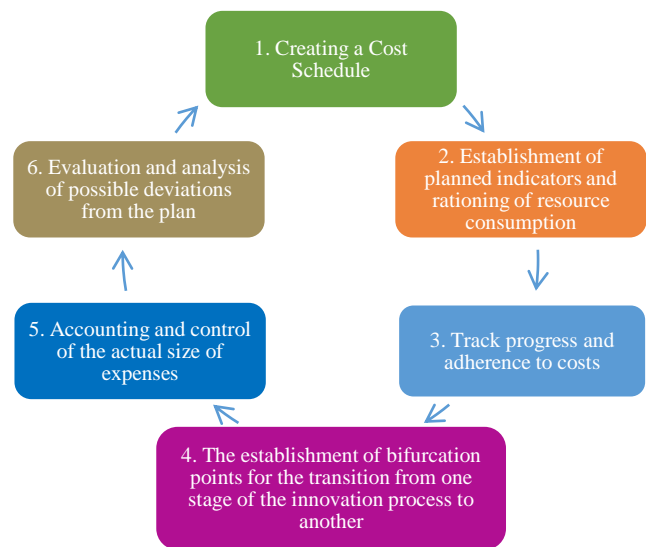 1. Creating a Cost
Schedule
2. Establishment of
planned indicators and
rationing of resource
consumption
3. Track progress and
adherence to costs
4. The establishment of bifurcation
points for the transition from one
stage of the innovation process to
another
5. Accounting and control
of the actual size of
expenses
6. Evaluation and analysis
of possible deviations
from the plan